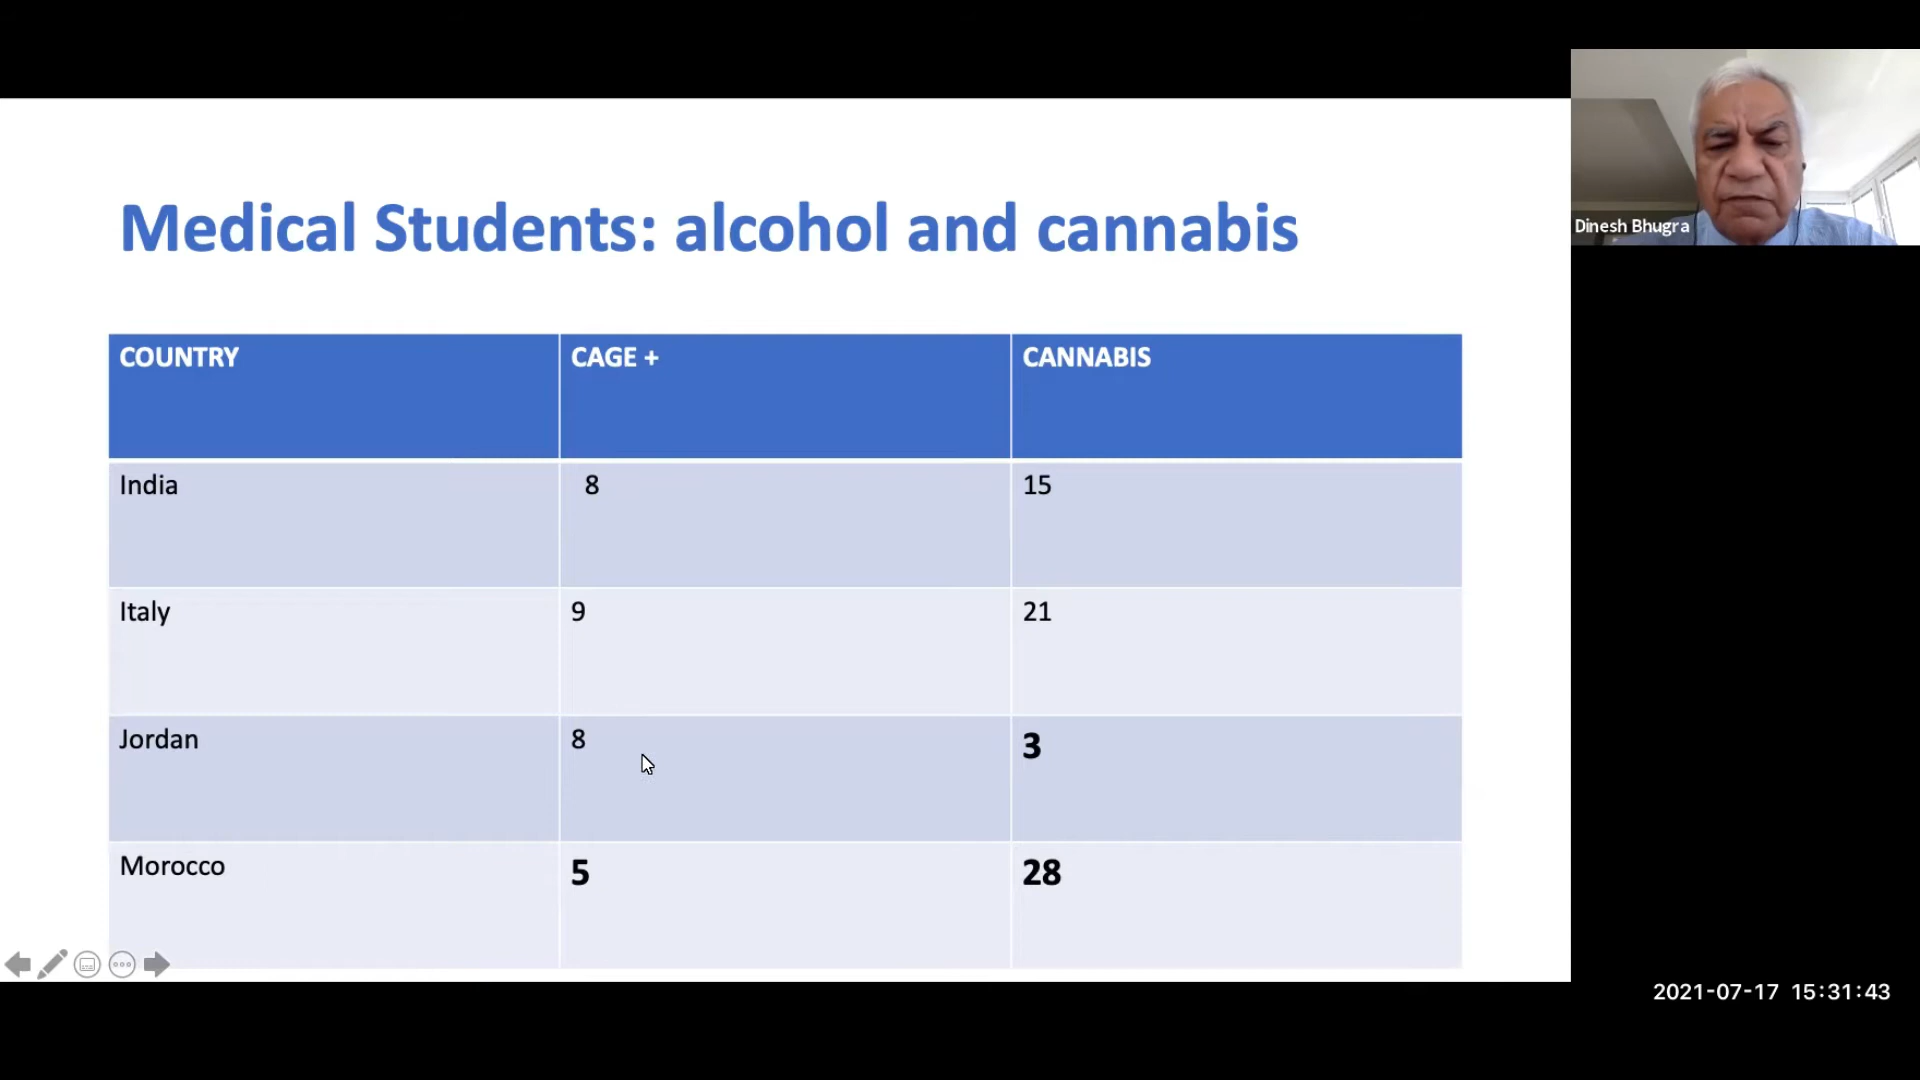 Medical Students: alcohol and cannabis
COUNTRY CAGE + CANNABIS
India 8 15
Italy 9 21
Jordan 8 3
Morocco 5 28
Dinesh Bhugra
2021-07-17 15:31:43